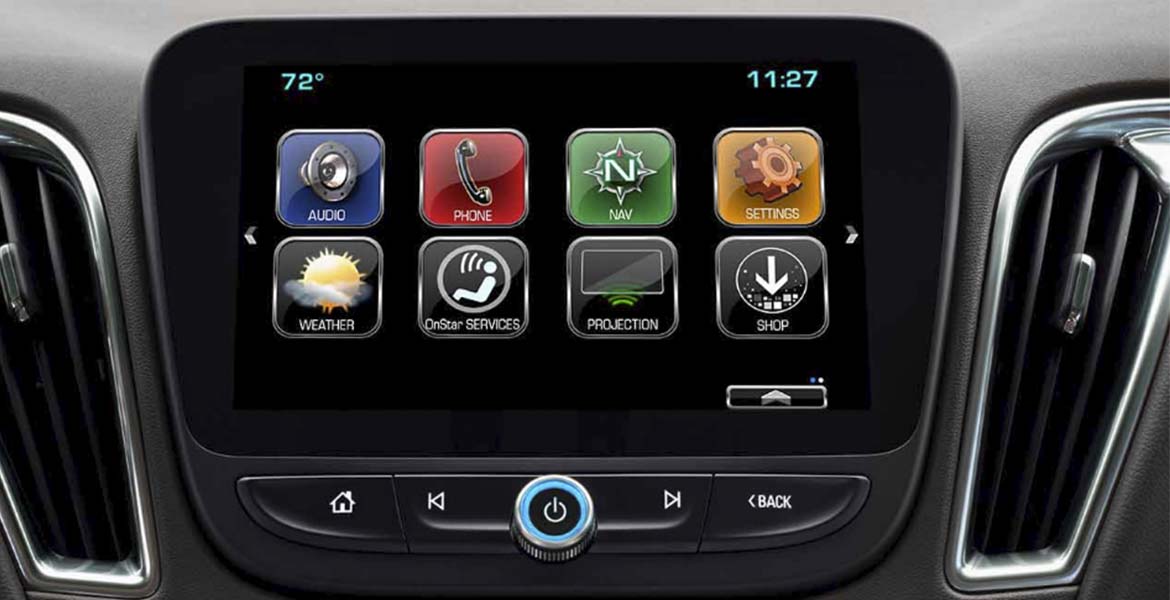 72° 11:27
AUDIO PHONE NAV SETTINGS
N
WEATHER OnStar SERVICES PROJECTION SHOP
BACK